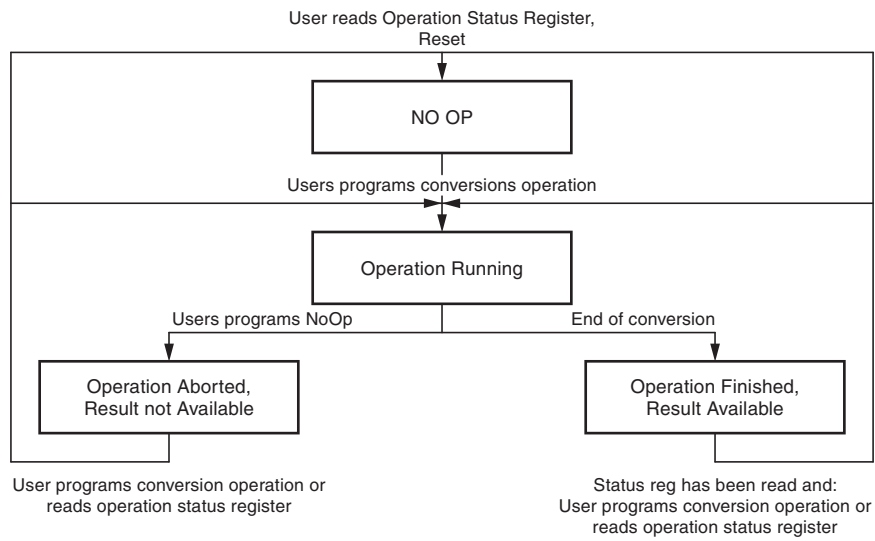 User reads Operation Status Register,
Reset
NO OP
Users programs conversions operation
Operation Running
Users programs NoOp
End of conversion
Operation Aborted,
Result not Available
Operation Finished,
Result Available
User programs conversion operation or
reads operation status register
Status reg has been read and:
User programs conversion operation or
reads operation status register